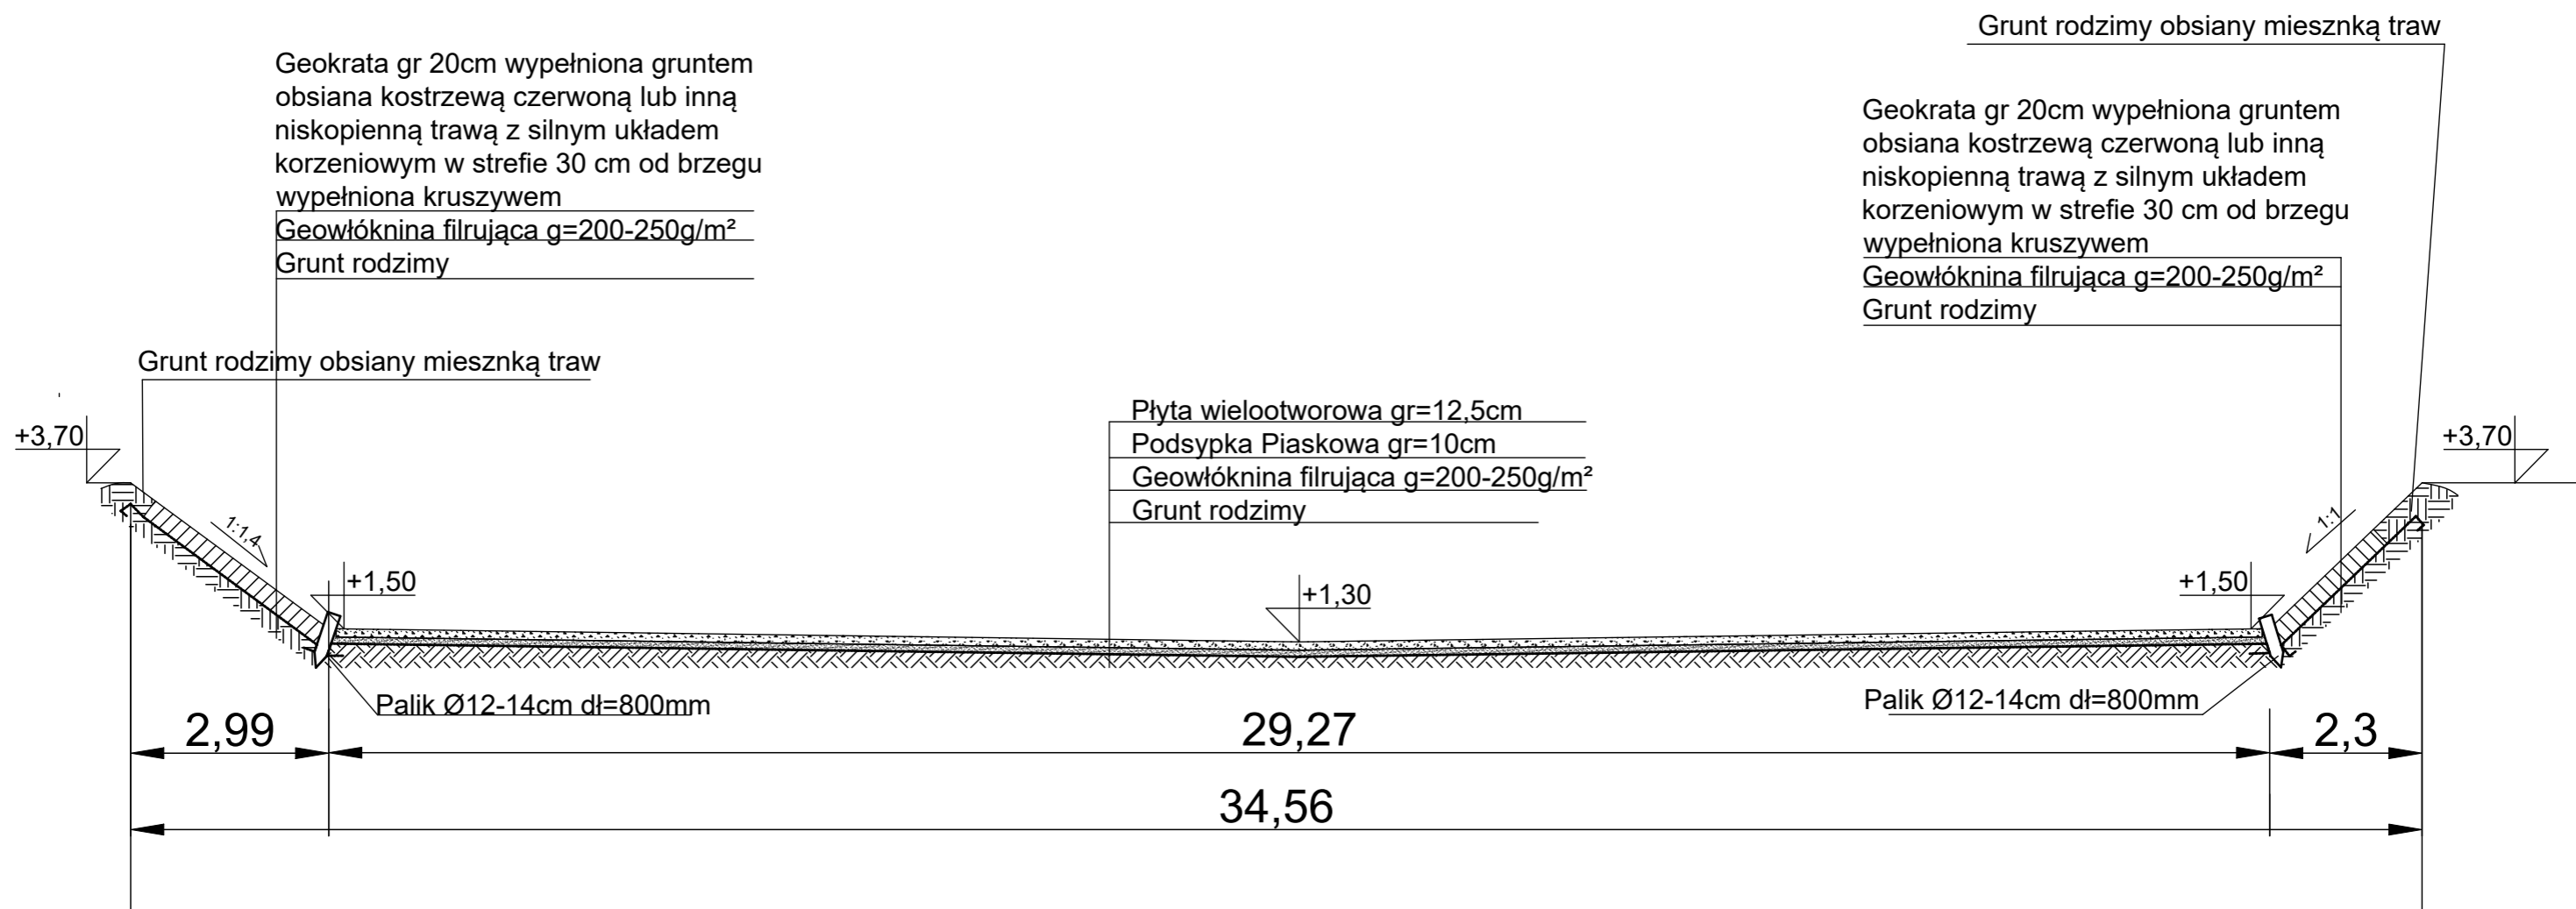 Grunt rodzimy obsiany miesznką traw
Geokrata gr 20cm wypełniona gruntem
obsiana kostrzewą czerwoną lub inną
niskopienną trawą z silnym układem
korzeniowym w strefie 30 cm od brzegu
wypełniona kruszywem
Geowłóknina filrująca g=200-250g/m²
Grunt rodzimy
Geokrata gr 20cm wypełniona gruntem
obsiana kostrzewą czerwoną lub inną
niskopienną trawą z silnym układem
korzeniowym w strefie 30 cm od brzegu
wypełniona kruszywem
Geowłóknina filrująca g=200-250g/m²
Grunt rodzimy
Grunt rodzimy obsiany miesznką traw
Płyta wielootworowa gr=12,5cm
Podsypka Piaskowa gr=10cm
Geowłóknina filrująca g=200-250g/m²
Grunt rodzimy
+3,70
+3,70
1:1,4
1:1
+1,50
+1,30
+1,50
Palik Ø12-14cm dł=800mm
Palik Ø12-14cm dł=800mm
2,99
29,27
2,3
34,56